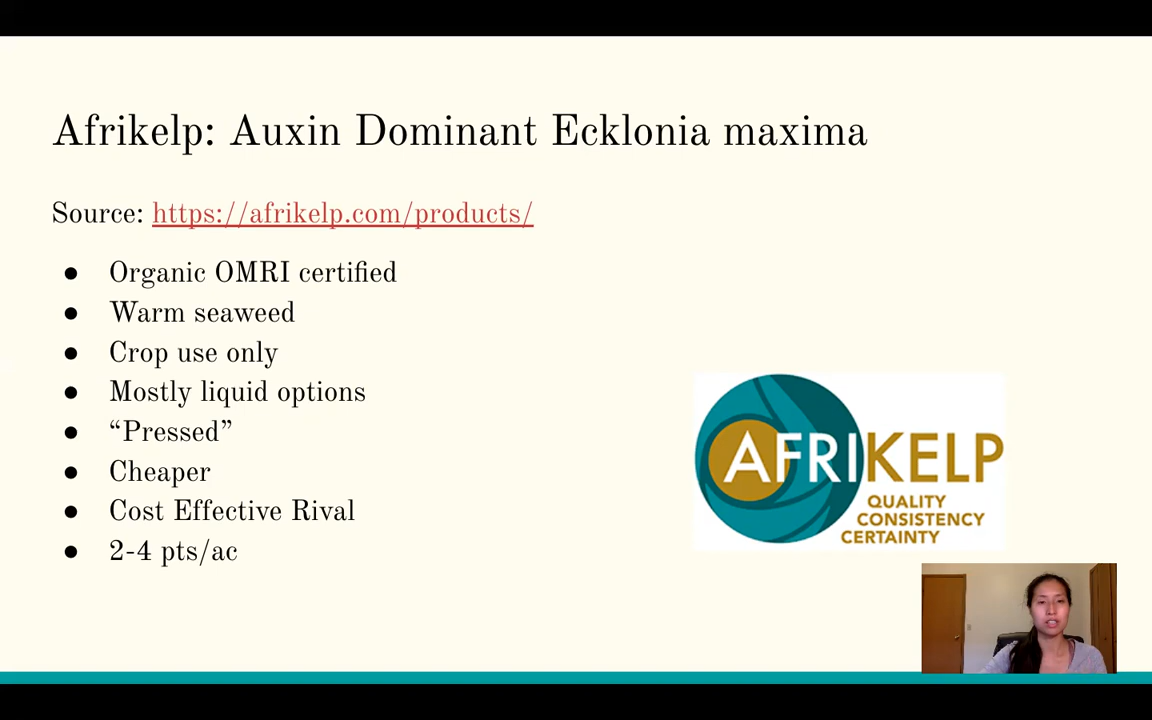 Afrikelp: Auxin Dominant Ecklonia maxima
Source: https://afrikelp.com/products/
● Organic OMRI certified
● Warm seaweed
● Crop use only
● Mostly liquid options
● “Pressed”
● Cheaper
● Cost Effective Rival
● 2-4 pts/ac
AFRIKELP
QUALITY
CONSISTENCY
CERTAINTY